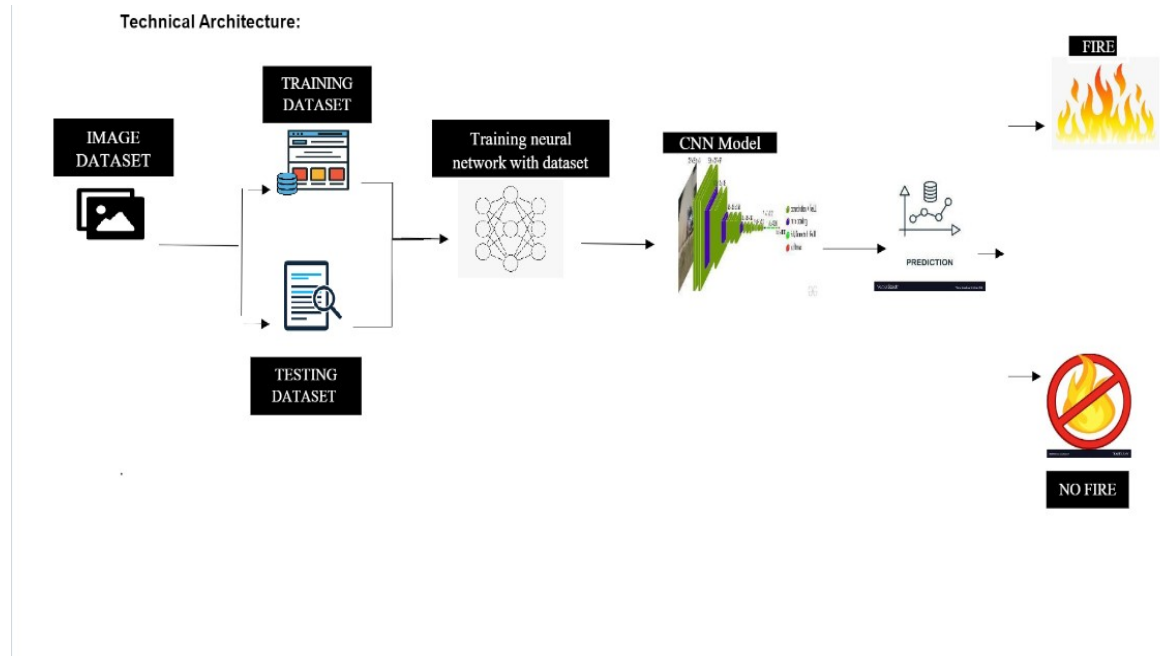 Technical Architecture:
FIRE
TRAINING
DATASET
IMAGE
DATASET
Training neural
network with dataset
CNN Model
PREDICTION
TESTING
DATASET
NO FIRE